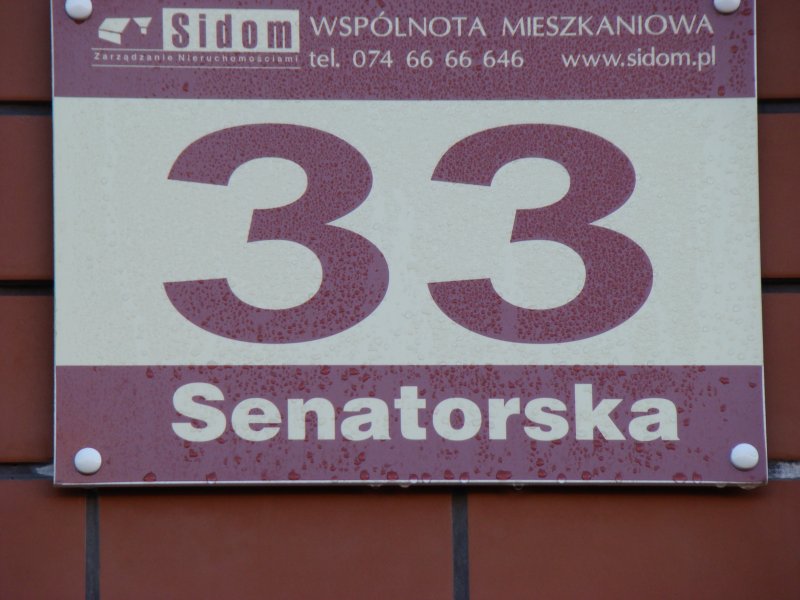 Sidom
Zarządzanie Nieruchomościami
WSPÓLNOTA MIESZKANIOWA
tel. 074 66 66 646 www.sidom.pl
33
Senatorska